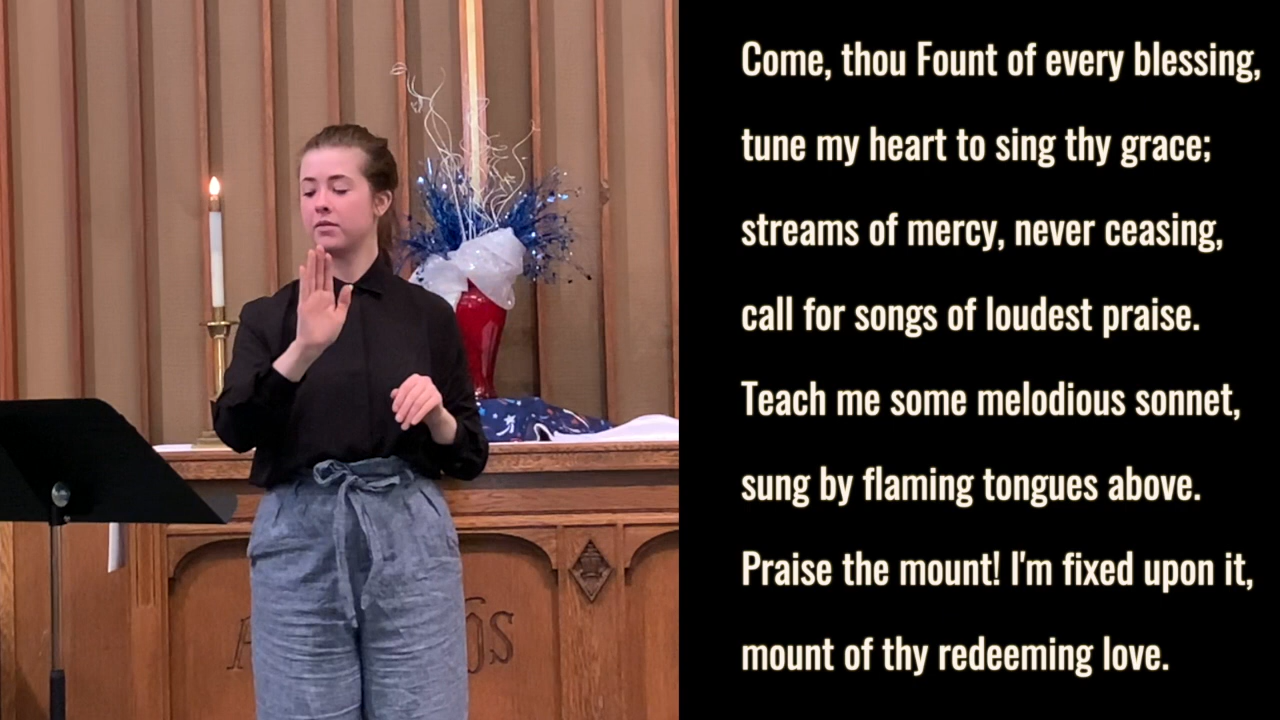 Come, thou Fount of every blessing,
tune my heart to sing thy grace;
streams of mercy, never ceasing,
call for songs of loudest praise.
Teach me some melodious sonnet,
sung by flaming tongues above.
Praise the mount! I'm fixed upon it,
mount of thy redeeming love.